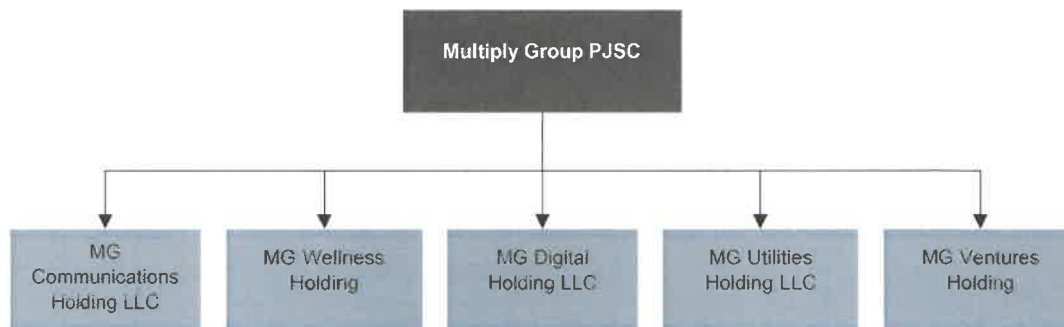 Multiply Group PJSC
MG
Communications
Holding LLC
MG Wellness
Holding
MG Digital
Holding LLC
MG Utilities
Holding LLC
MG Ventures
Holding